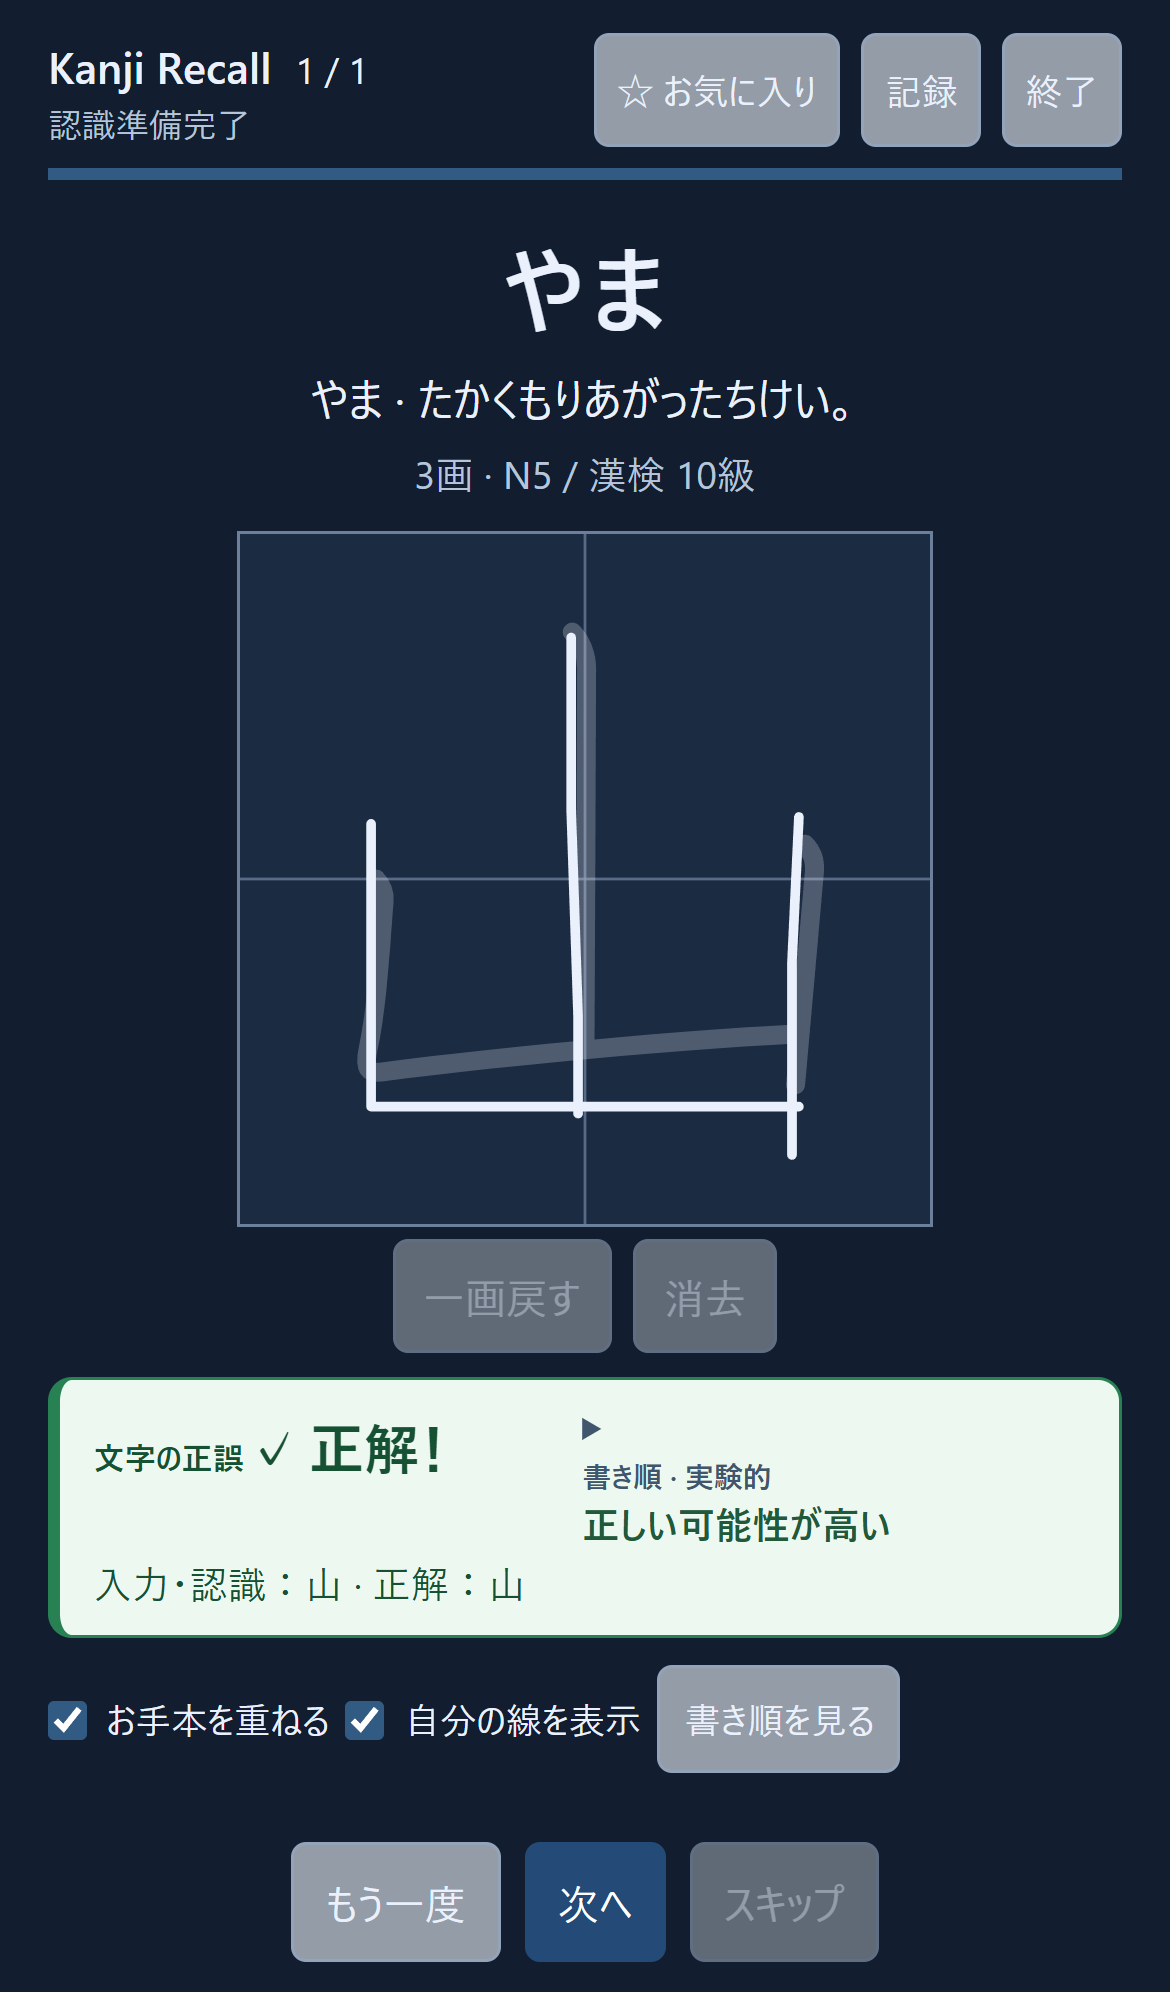 Kanji Recall 1 / 1
認識準備完了
☆ お気に入り
記録
終了
やま
やま · たかくもりあがったちけい。
3画 · N5 / 漢検 10級
山
一画戻す
消去
文字の正誤 ✓ 正解！
▶
書き順 · 実験的
正しい可能性が高い
入力・認識：山 · 正解：山
お手本を重ねる
自分の線を表示
書き順を見る
もう一度
次へ
スキップ